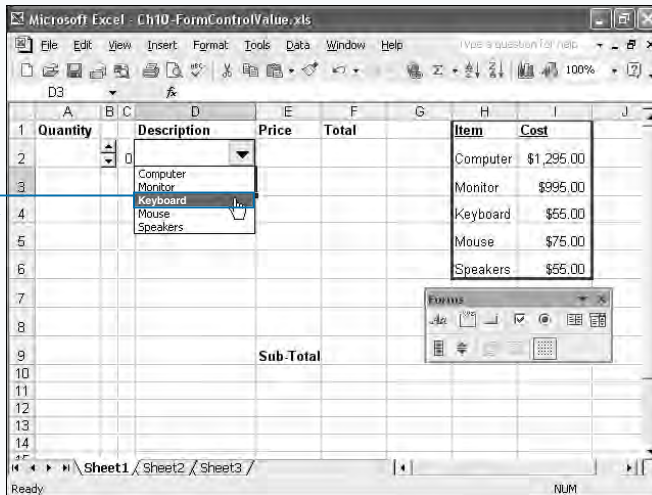 Microsoft Excel - Ch10-FormControlValue.xls
File Edit View Insert Format Tools Data Window Help Type a question for help
Σ 100%
D3 fx
A B C D E F G H I J
1 Quantity Description Price Total Item Cost
2 0 Computer $1,295.00
Computer
Monitor
Keyboard
Mouse
Speakers
3 Monitor $995.00
4 Keyboard $55.00
5 Mouse $75.00
6 Speakers $55.00
7
Forms
Aa
8
9 Sub-Total
10
11
12
13
14
15
Sheet1 Sheet2 Sheet3
Ready NUM